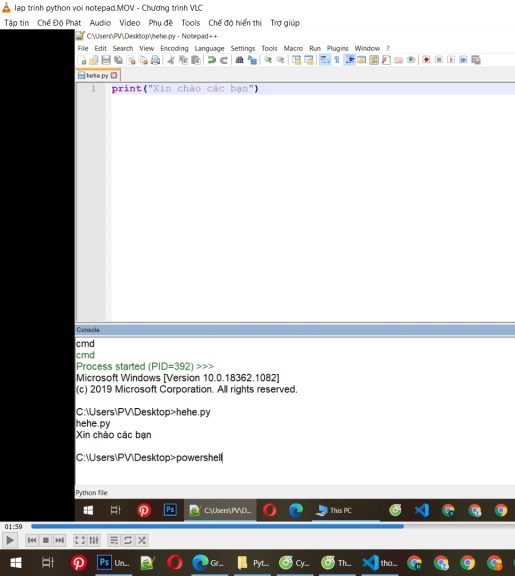 lap trinh python voi notepad.MOV - Chương trình VLC
Tập tin Chế Độ Phát Audio Video Phụ đề Tools Chế độ hiển thị Trợ giúp
C:\Users\PV\Desktop\hehe.py - Notepad++
File Edit Search View Encoding Language Settings Tools Macro Run Plugins Window ?
hehe.py
1 print("Xin chào các bạn")
Console
cmd
cmd
Process started (PID=392) >>>
Microsoft Windows [Version 10.0.18362.1082]
(c) 2019 Microsoft Corporation. All rights reserved.
C:\Users\PV\Desktop>hehe.py
hehe.py
Xin chào các bạn
C:\Users\PV\Desktop>powershell
Python file
Ps C:\Users\PV\D... This PC
01:59
Ps Un... Gr... Pyt... Cy... Th... tho...